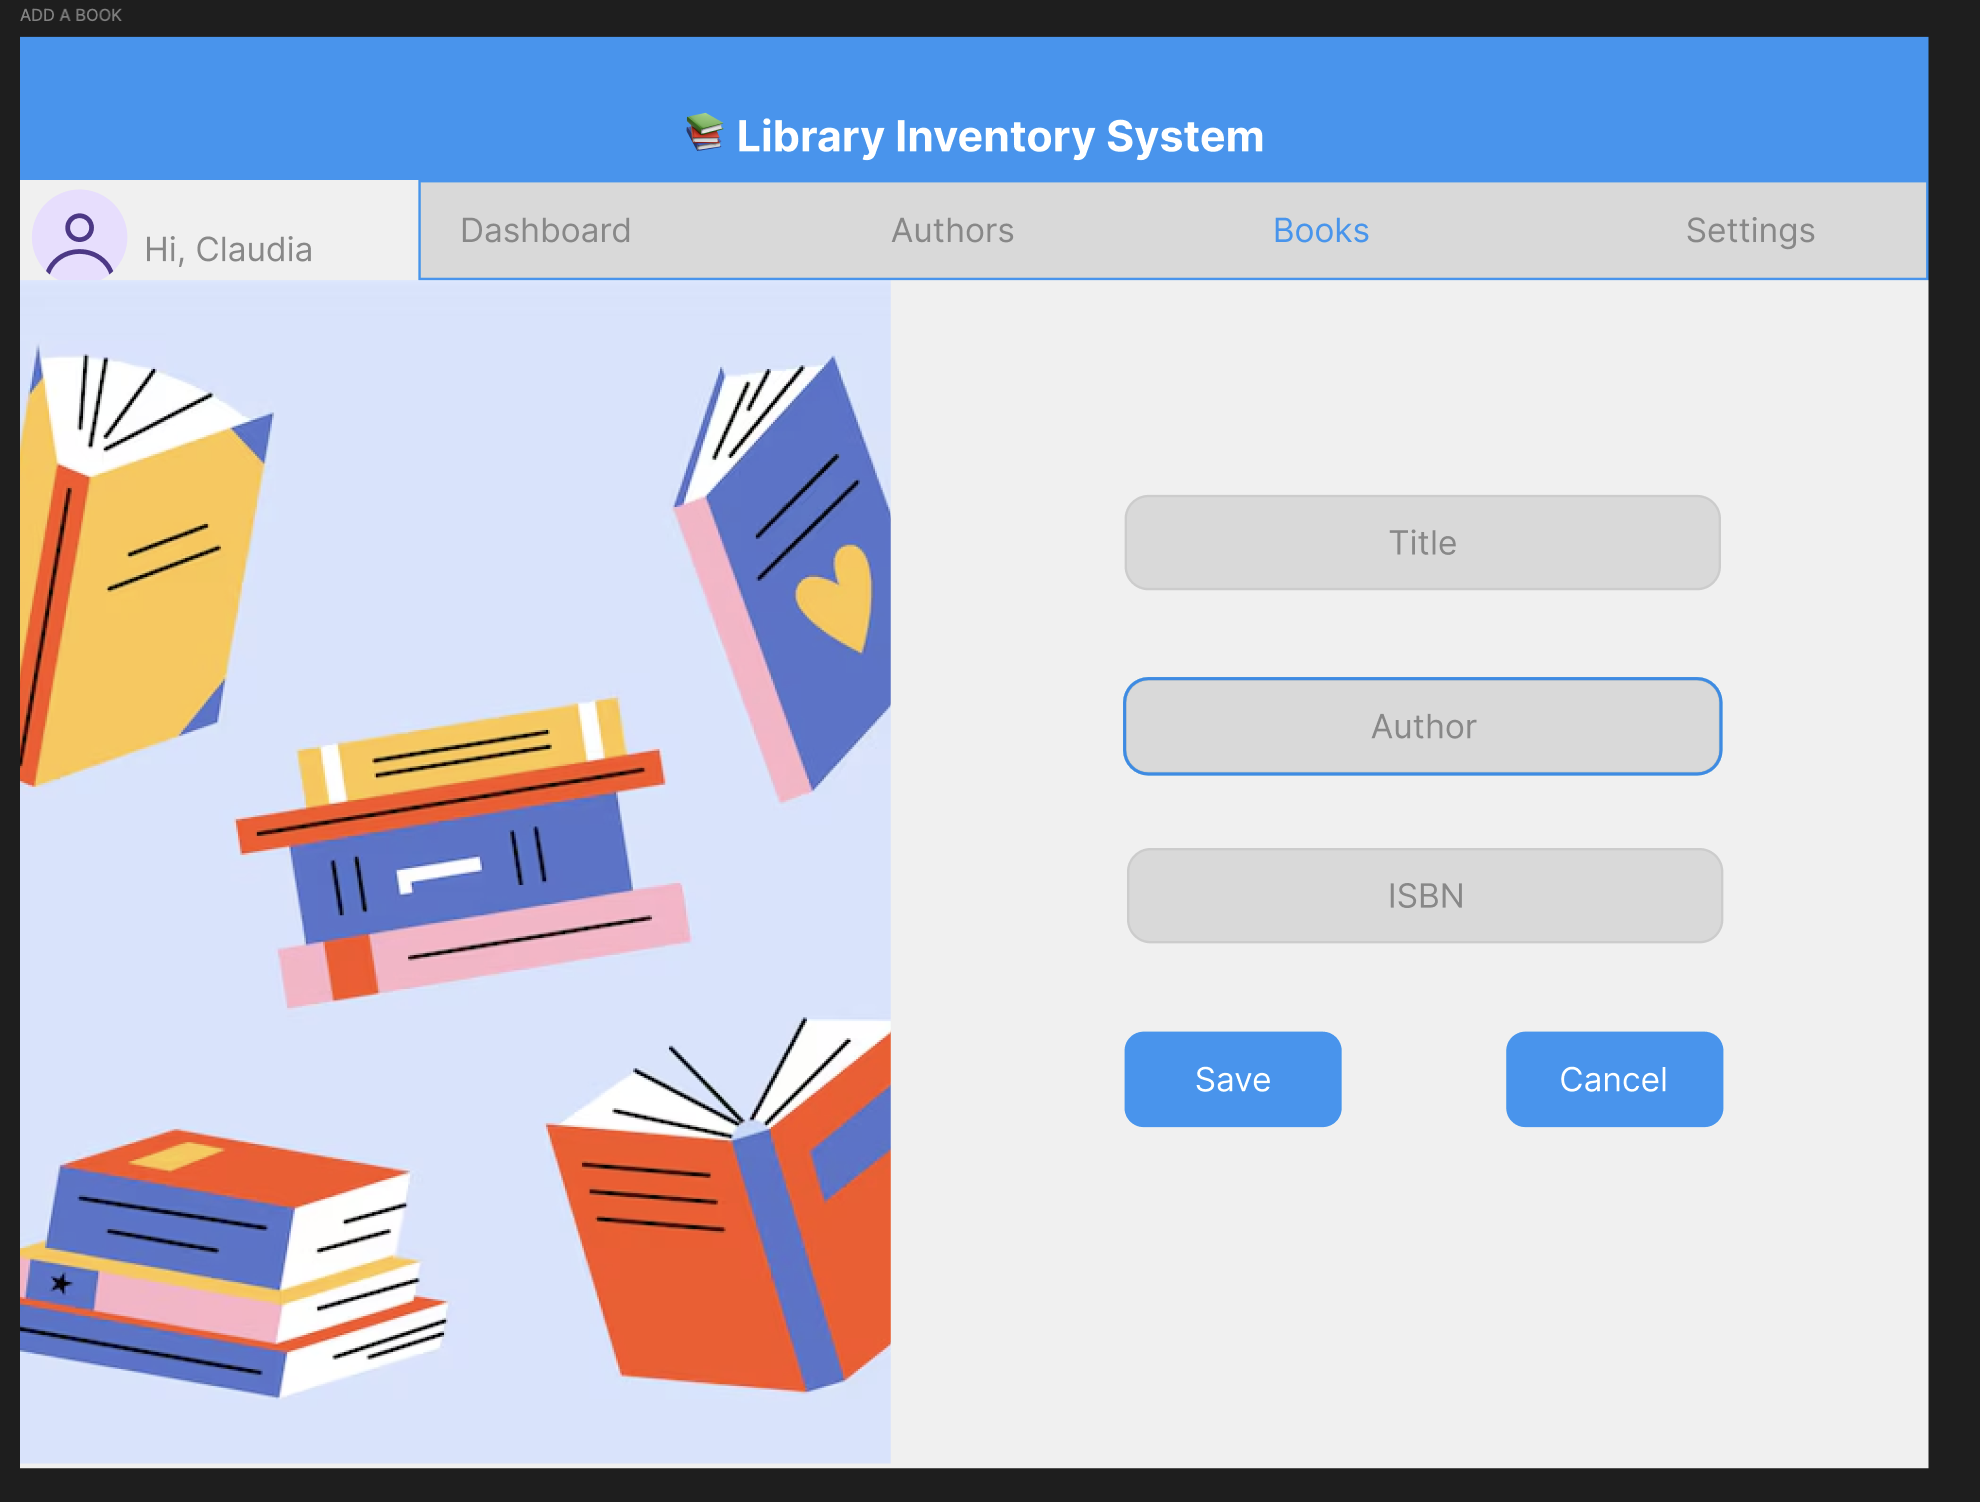 ADD A BOOK
📚 Library Inventory System
Hi, Claudia
Dashboard
Authors
Books
Settings
Title
Author
ISBN
Save
Cancel